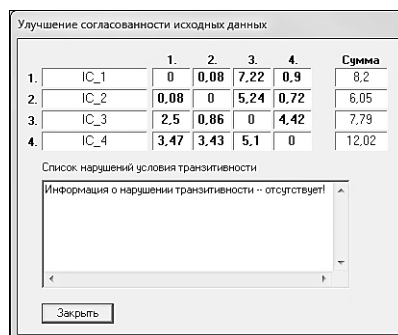 Улучшение согласованности исходных данных
1. 2. 3. 4. Сумма
1. IC_1 0 0,08 7,22 0,9 8,2
2. IC_2 0,08 0 5,24 0,72 6,05
3. IC_3 2,5 0,86 0 4,42 7,79
4. IC_4 3,47 3,43 5,1 0 12,02
Список нарушений условия транзитивности
Информация о нарушении транзитивности -- отсутствует!
Закрыть